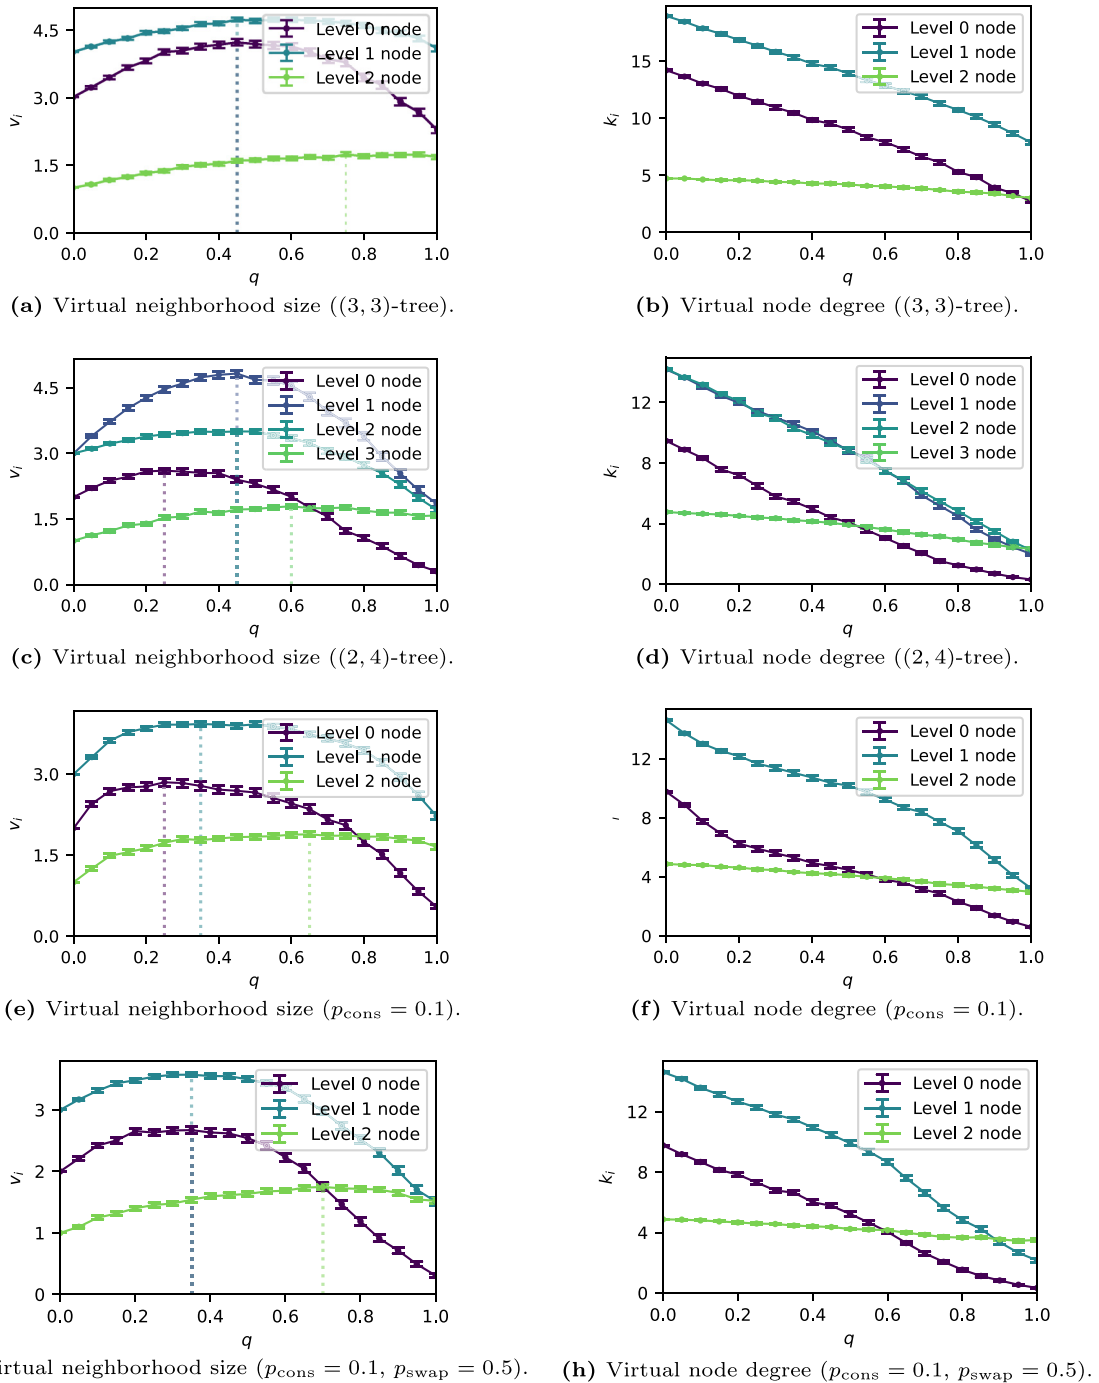 4.5
3.0
1.5
0.0
v_i
Level 0 node
Level 1 node
Level 2 node
0.0 0.2 0.4 0.6 0.8 1.0
q
(a) Virtual neighborhood size ((3, 3)-tree).
15
10
5
0
k_i
Level 0 node
Level 1 node
Level 2 node
0.0 0.2 0.4 0.6 0.8 1.0
q
(b) Virtual node degree ((3, 3)-tree).
4.5
3.0
1.5
0.0
v_i
Level 0 node
Level 1 node
Level 2 node
Level 3 node
0.0 0.2 0.4 0.6 0.8 1.0
q
(c) Virtual neighborhood size ((2, 4)-tree).
12
8
4
0
k_i
Level 0 node
Level 1 node
Level 2 node
Level 3 node
0.0 0.2 0.4 0.6 0.8 1.0
q
(d) Virtual node degree ((2, 4)-tree).
3.0
1.5
0.0
v_i
Level 0 node
Level 1 node
Level 2 node
0.0 0.2 0.4 0.6 0.8 1.0
q
(e) Virtual neighborhood size (p_cons = 0.1).
12
8
4
0
Level 0 node
Level 1 node
Level 2 node
0.0 0.2 0.4 0.6 0.8 1.0
q
(f) Virtual node degree (p_cons = 0.1).
3
2
1
0
v_i
Level 0 node
Level 1 node
Level 2 node
0.0 0.2 0.4 0.6 0.8 1.0
q
irtual neighborhood size (p_cons = 0.1, p_swap = 0.5).
12
8
4
0
k_i
Level 0 node
Level 1 node
Level 2 node
0.0 0.2 0.4 0.6 0.8 1.0
q
(h) Virtual node degree (p_cons = 0.1, p_swap = 0.5).